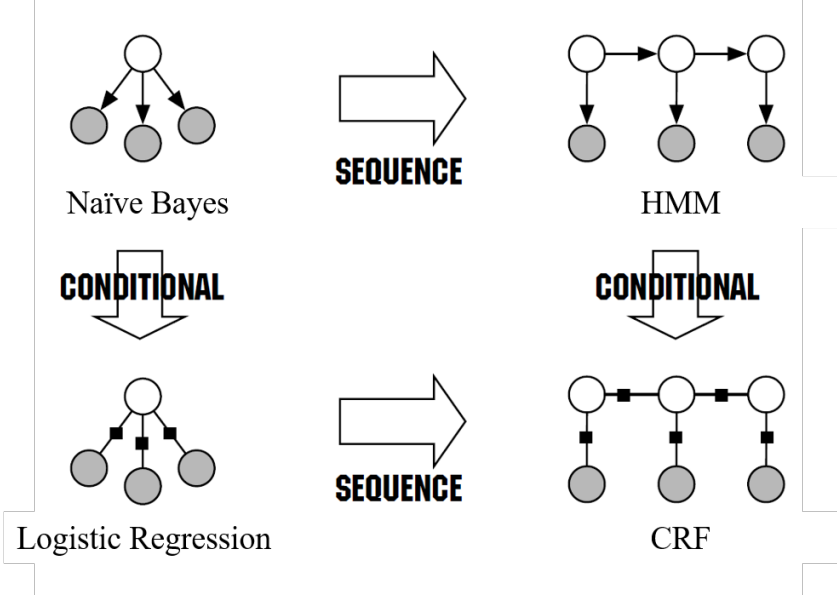 SEQUENCE
Naïve Bayes
HMM
CONDITIONAL
CONDITIONAL
SEQUENCE
Logistic Regression
CRF